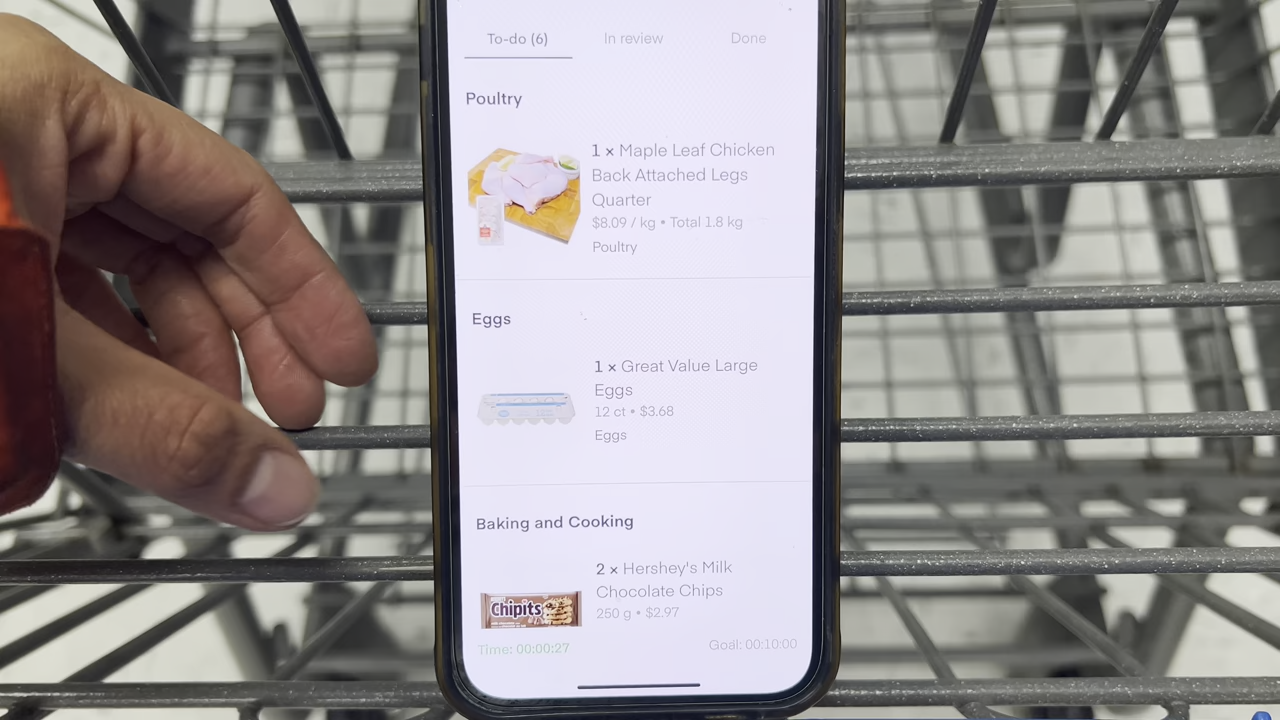 To-do (6) In review Done
Poultry
1 × Maple Leaf Chicken
Back Attached Legs
Quarter
$8.09 / kg • Total 1.8 kg
Poultry
Eggs
1 × Great Value Large
Eggs
12 ct • $3.68
Eggs
Baking and Cooking
2 × Hershey's Milk
Chocolate Chips
250 g • $2.97
Chipits
Time: 00:00:27 Goal: 00:10:00